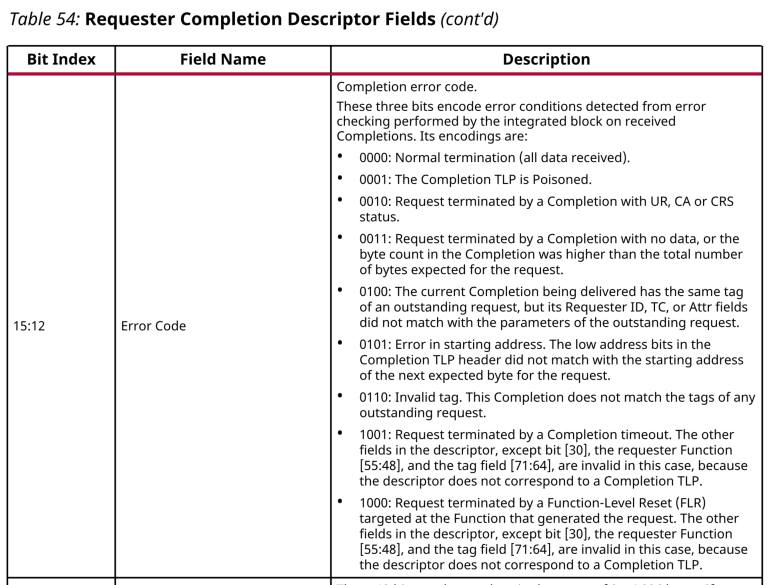 Table 54: Requester Completion Descriptor Fields (cont'd)
Bit Index Field Name Description
Completion error code.
These three bits encode error conditions detected from error
checking performed by the integrated block on received
Completions. Its encodings are:
• 0000: Normal termination (all data received).
• 0001: The Completion TLP is Poisoned.
• 0010: Request terminated by a Completion with UR, CA or CRS
status.
• 0011: Request terminated by a Completion with no data, or the
byte count in the Completion was higher than the total number
of bytes expected for the request.
• 0100: The current Completion being delivered has the same tag
of an outstanding request, but its Requester ID, TC, or Attr fields
did not match with the parameters of the outstanding request.
15:12 Error Code
• 0101: Error in starting address. The low address bits in the
Completion TLP header did not match with the starting address
of the next expected byte for the request.
• 0110: Invalid tag. This Completion does not match the tags of any
outstanding request.
• 1001: Request terminated by a Completion timeout. The other
fields in the descriptor, except bit [30], the requester Function
[55:48], and the tag field [71:64], are invalid in this case, because
the descriptor does not correspond to a Completion TLP.
• 1000: Request terminated by a Function-Level Reset (FLR)
targeted at the Function that generated the request. The other
fields in the descriptor, except bit [30], the requester Function
[55:48], and the tag field [71:64], are invalid in this case, because
the descriptor does not correspond to a Completion TLP.